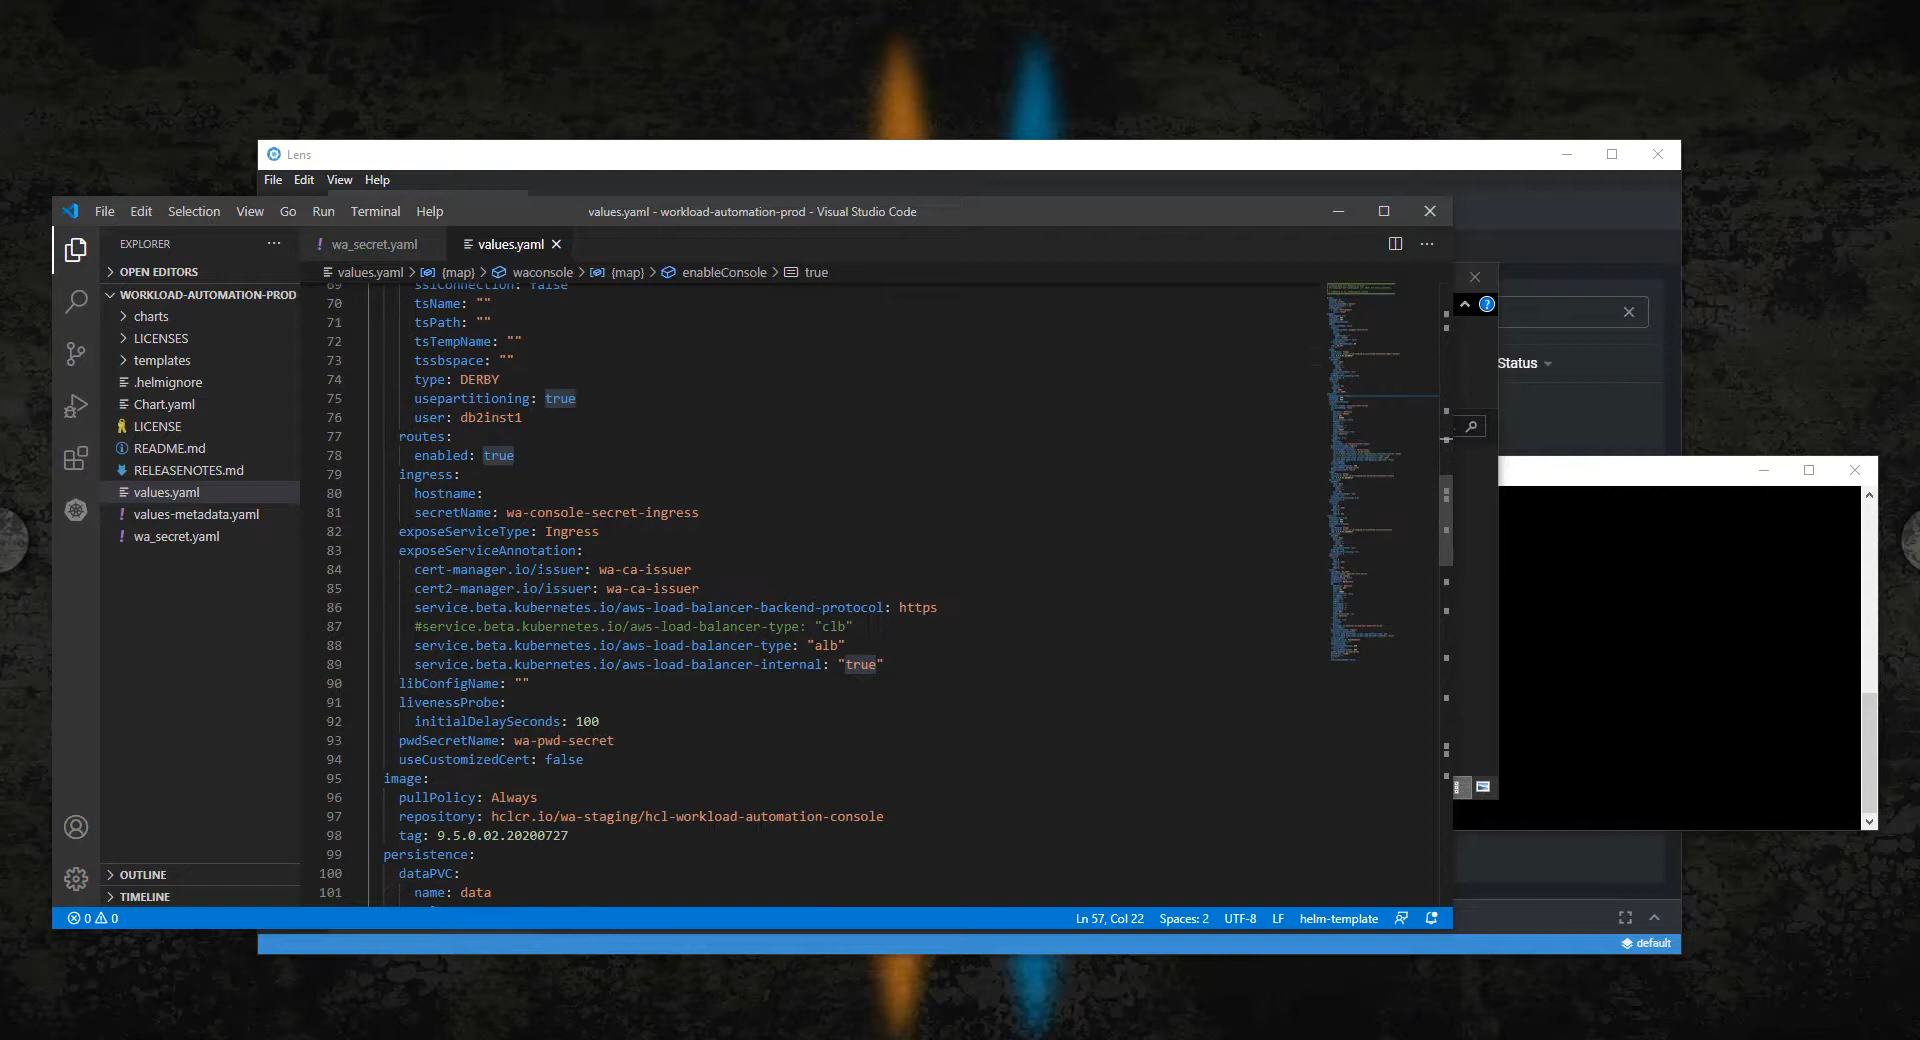 Lens
File Edit View Help
File Edit Selection View Go Run Terminal Help
values.yaml - workload-automation-prod - Visual Studio Code
EXPLORER
! wa_secret.yaml
values.yaml
OPEN EDITORS
values.yaml > {map} > waconsole > {map} > enableConsole > true
WORKLOAD-AUTOMATION-PROD
charts
LICENSES
templates
.helmignore
Chart.yaml
LICENSE
README.md
RELEASENOTES.md
values.yaml
! values-metadata.yaml
! wa_secret.yaml
OUTLINE
TIMELINE
69 sslConnection: false
70 tsName: ""
71 tsPath: ""
72 tsTempName: ""
73 tssbspace: ""
74 type: DERBY
75 usepartitioning: true
76 user: db2inst1
77 routes:
78 enabled: true
79 ingress:
80 hostname:
81 secretName: wa-console-secret-ingress
82 exposeServiceType: Ingress
83 exposeServiceAnnotation:
84 cert-manager.io/issuer: wa-ca-issuer
85 cert2-manager.io/issuer: wa-ca-issuer
86 service.beta.kubernetes.io/aws-load-balancer-backend-protocol: https
87 #service.beta.kubernetes.io/aws-load-balancer-type: "clb"
88 service.beta.kubernetes.io/aws-load-balancer-type: "alb"
89 service.beta.kubernetes.io/aws-load-balancer-internal: "true"
90 libConfigName: ""
91 livenessProbe:
92 initialDelaySeconds: 100
93 pwdSecretName: wa-pwd-secret
94 useCustomizedCert: false
95 image:
96 pullPolicy: Always
97 repository: hclcr.io/wa-staging/hcl-workload-automation-console
98 tag: 9.5.0.02.20200727
99 persistence:
100 dataPVC:
101 name: data
Status
0 0
Ln 57, Col 22 Spaces: 2 UTF-8 LF helm-template
default